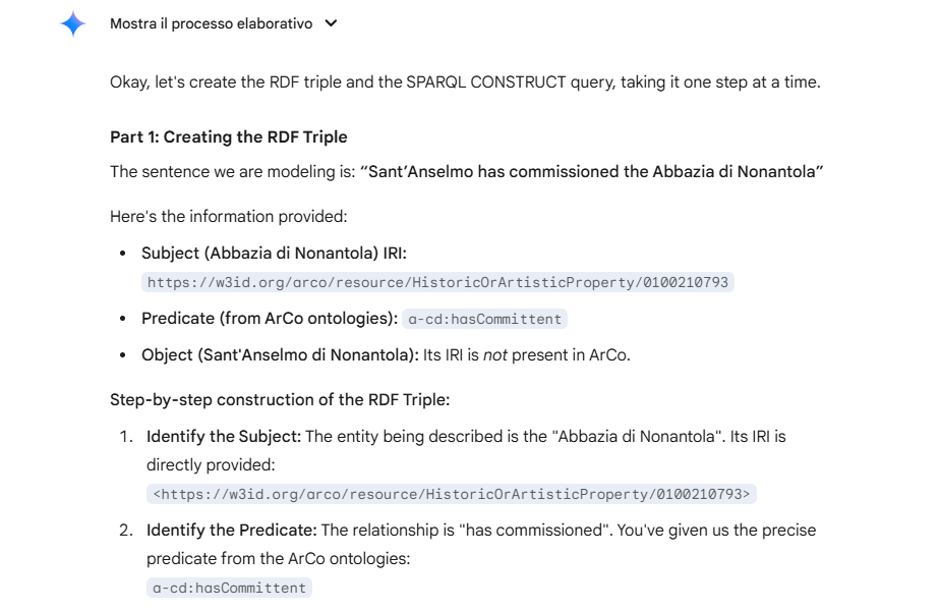 Mostra il processo elaborativo
Okay, let's create the RDF triple and the SPARQL CONSTRUCT query, taking it one step at a time.
Part 1: Creating the RDF Triple
The sentence we are modeling is: “Sant’Anselmo has commissioned the Abbazia di Nonantola”
Here's the information provided:
• Subject (Abbazia di Nonantola) IRI:
https://w3id.org/arco/resource/HistoricOrArtisticProperty/0100210793
• Predicate (from ArCo ontologies): a-cd:hasCommittent
• Object (Sant'Anselmo di Nonantola): Its IRI is not present in ArCo.
Step-by-step construction of the RDF Triple:
1. Identify the Subject: The entity being described is the "Abbazia di Nonantola". Its IRI is
directly provided:
<https://w3id.org/arco/resource/HistoricOrArtisticProperty/0100210793>
2. Identify the Predicate: The relationship is "has commissioned". You've given us the precise
predicate from the ArCo ontologies:
a-cd:hasCommittent